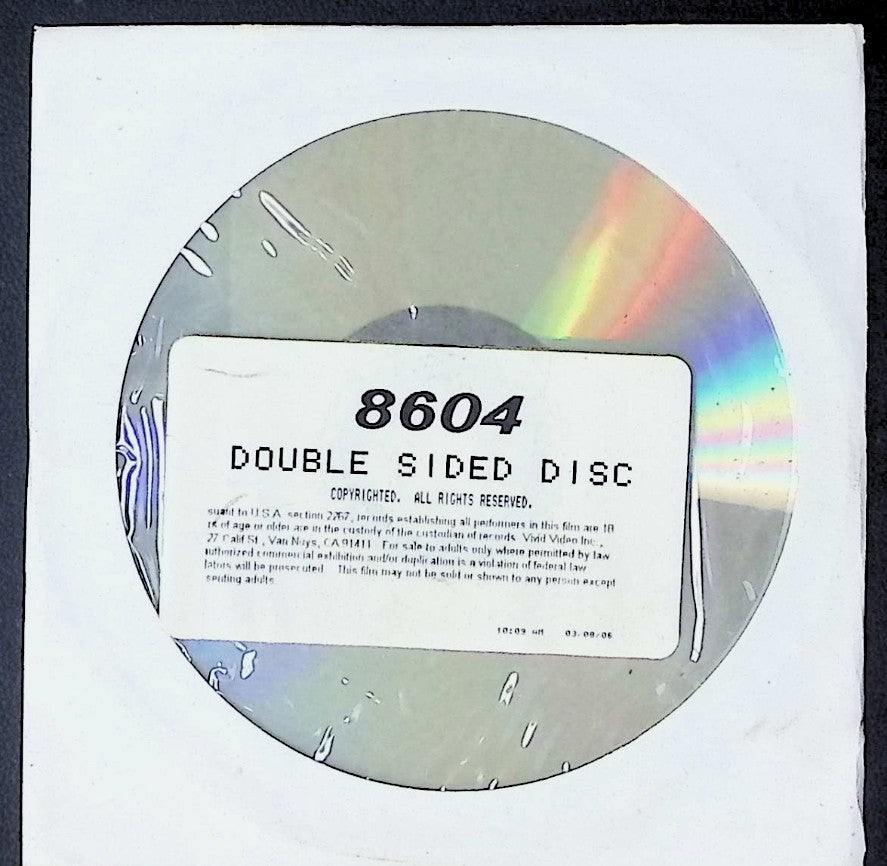 8604
DOUBLE SIDED DISC
COPYRIGHTED. ALL RIGHTS RESERVED.
suant to U.S.A. section 2267, records establishing all performers in this film are 18
rs of age or older are in the custody of the custodian of records. Vivid Video Inc.,
27 Calif St., Van Nuys, CA 91411. For sale to adults only where permitted by law
authorized commercial exhibition and/or duplication is a violation of federal law
lators will be prosecuted. This film may not be sold or shown to any person except
senting adults.
10:09 AM 03/08/06